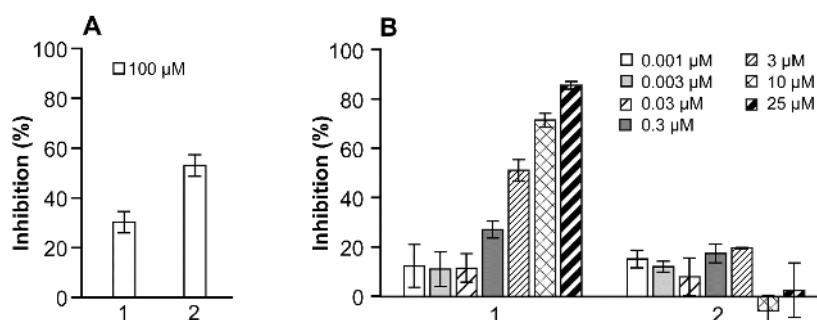 A
Inhibition (%)
100
80
60
40
20
0
100 µM
1 2
B
Inhibition (%)
100
80
60
40
20
0
0.001 µM
0.003 µM
0.03 µM
0.3 µM
3 µM
10 µM
25 µM
1 2